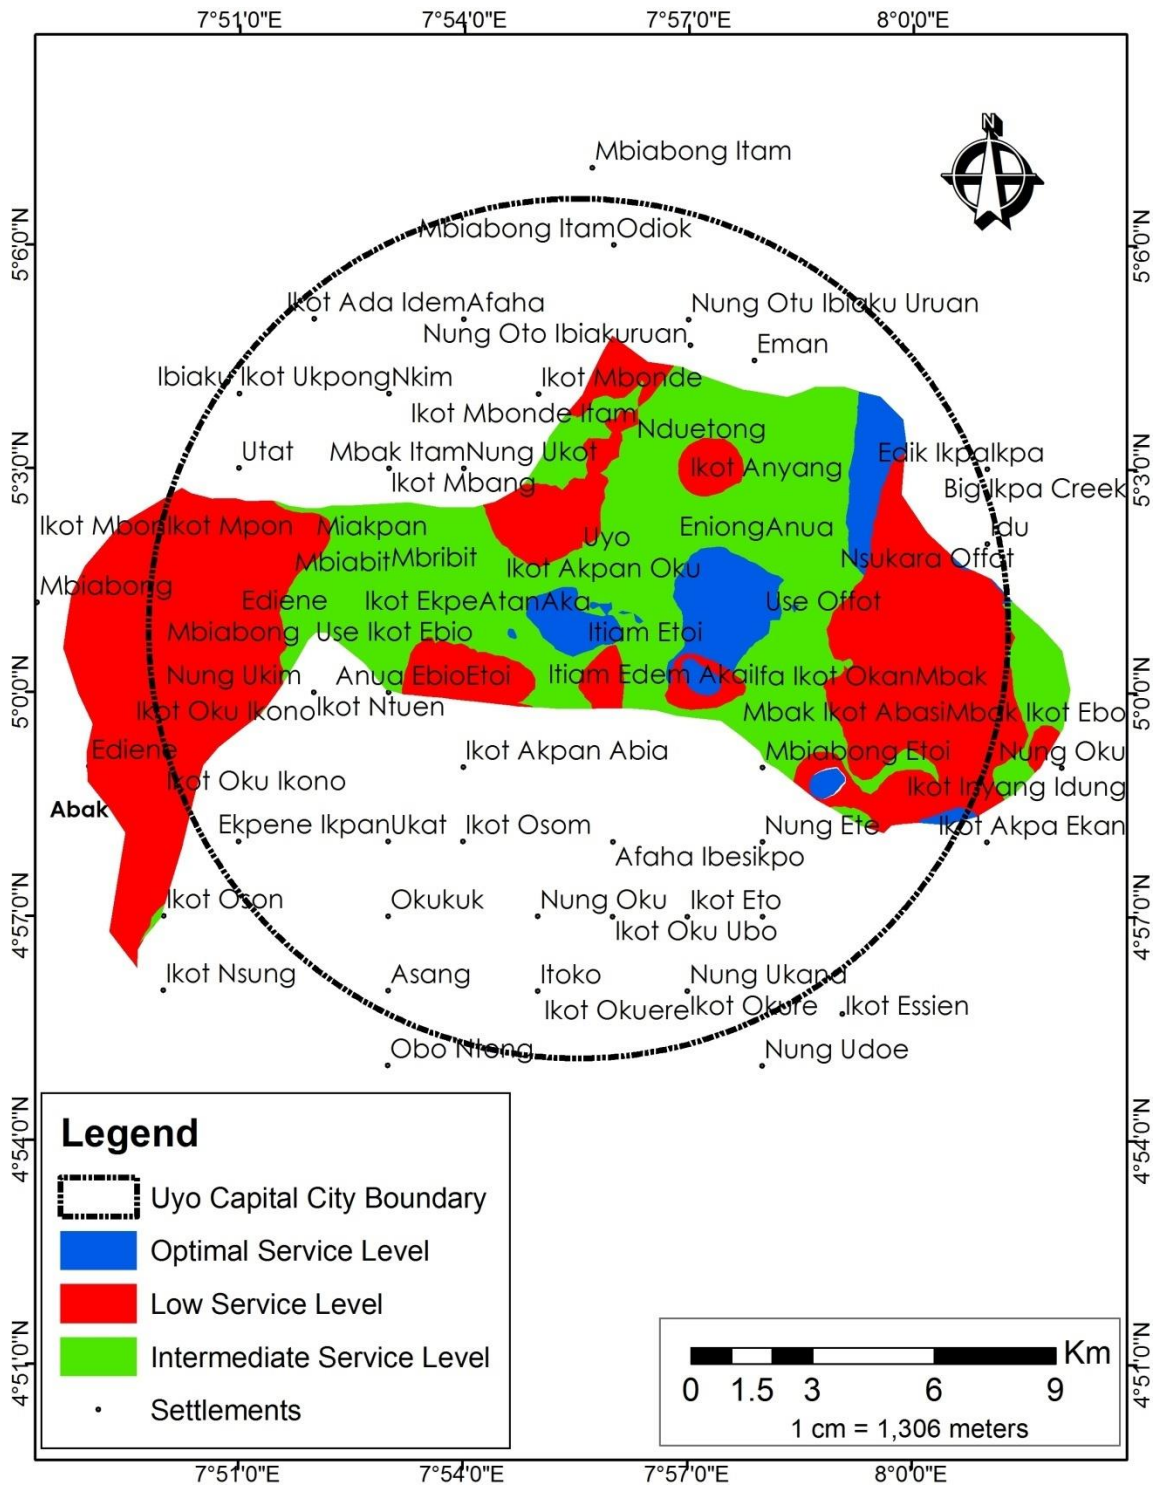 7°51'0"E 7°54'0"E 7°57'0"E 8°0'0"E
N
Mbiabong Itam
Mbiabong ItamOdiok
5°6'0"N 5°6'0"N
Ikot Ada IdemAfaha Nung Otu Ibiaku Uruan
Nung Oto Ibiakuruan
Eman
Ibiaku Ikot UkpongNkim Ikot Mbonde
Ikot Mbonde Itam
Nduetong
Utat Mbak ItamNung Ukot Edik IkpaIkpa
5°3'0"N Ikot Anyang 5°3'0"N
Ikot Mbang Big Ikpa Creek
Ikot Mbon Ikot Mpon Miakpan EniongAnua Idu
Uyo
Mbiabit Mbribit Nsukara Offot
Ikot Akpan Oku
Mbiabong
Ediene Ikot EkpeAtanAka Use Offot
Mbiabong Use Ikot Ebio Itiam Etoi
Nung Ukim Anua EbioEtoi Itiam Edem Akai Ifa Ikot OkanMbak
5°0'0"N 5°0'0"N
Ikot Oku Ikono Ikot Ntuen Mbak Ikot AbasiMbak Ikot Ebo
Ediene Ikot Akpan Abia Mbiabong Etoi Nung Oku
Ikot Oku Ikono Ikot Inyang Idung
Abak
Ekpene IkpanUkat Ikot Osom Nung Ete Ikot Akpa Ekan
Afaha Ibesikpo
Ikot Oson Okukuk Nung Oku Ikot Eto
4°57'0"N 4°57'0"N
Ikot Oku Ubo
Ikot Nsung Asang Itoko Nung Ukana
Ikot Okuere Ikot Okure Ikot Essien
Obo Ntong Nung Udoe
Legend
4°54'0"N 4°54'0"N
Uyo Capital City Boundary
Optimal Service Level
Low Service Level
Intermediate Service Level
Settlements
4°51'0"N 4°51'0"N
Km
0 1.5 3 6 9
1 cm = 1,306 meters
7°51'0"E 7°54'0"E 7°57'0"E 8°0'0"E